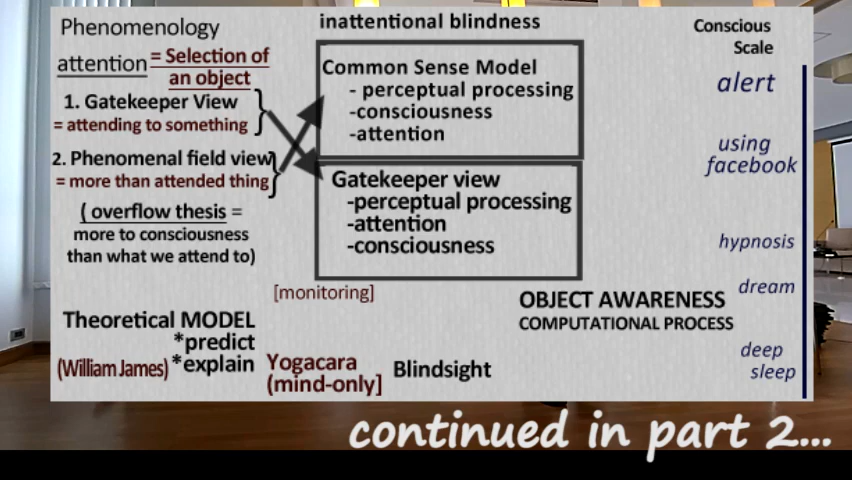 Phenomenology
attention = Selection of
an object
1. Gatekeeper View
= attending to something
2. Phenomenal field view
= more than attended thing
( overflow thesis =
more to consciousness
than what we attend to)
inattentional blindness
Common Sense Model
- perceptual processing
-consciousness
-attention
Gatekeeper view
-perceptual processing
-attention
-consciousness
[monitoring]
Theoretical MODEL
*predict
(William James) *explain
Yogacara
(mind-only]
Blindsight
OBJECT AWARENESS
COMPUTATIONAL PROCESS
Conscious
Scale
alert
using
facebook
hypnosis
dream
deep
sleep
continued in part 2...